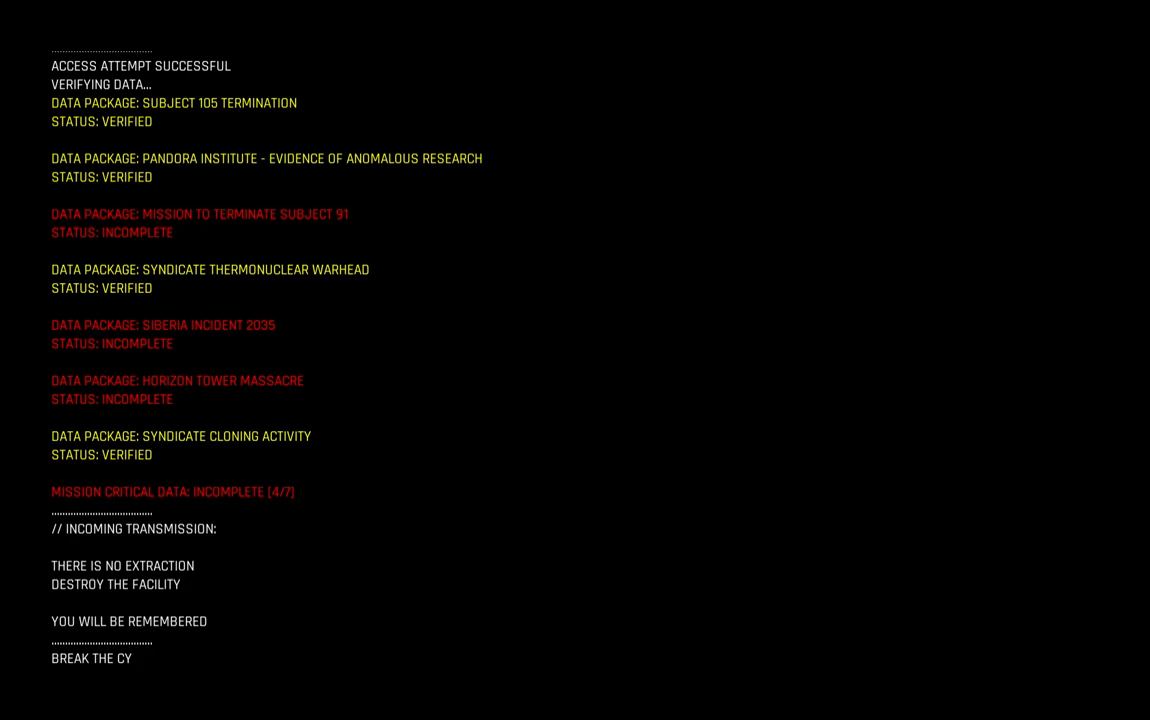 ....................................
ACCESS ATTEMPT SUCCESSFUL
VERIFYING DATA...
DATA PACKAGE: SUBJECT 105 TERMINATION
STATUS: VERIFIED
DATA PACKAGE: PANDORA INSTITUTE - EVIDENCE OF ANOMALOUS RESEARCH
STATUS: VERIFIED
DATA PACKAGE: MISSION TO TERMINATE SUBJECT 91
STATUS: INCOMPLETE
DATA PACKAGE: SYNDICATE THERMONUCLEAR WARHEAD
STATUS: VERIFIED
DATA PACKAGE: SIBERIA INCIDENT 2035
STATUS: INCOMPLETE
DATA PACKAGE: HORIZON TOWER MASSACRE
STATUS: INCOMPLETE
DATA PACKAGE: SYNDICATE CLONING ACTIVITY
STATUS: VERIFIED
MISSION CRITICAL DATA: INCOMPLETE [4/7]
....................................
// INCOMING TRANSMISSION:
THERE IS NO EXTRACTION
DESTROY THE FACILITY
YOU WILL BE REMEMBERED
....................................
BREAK THE CY